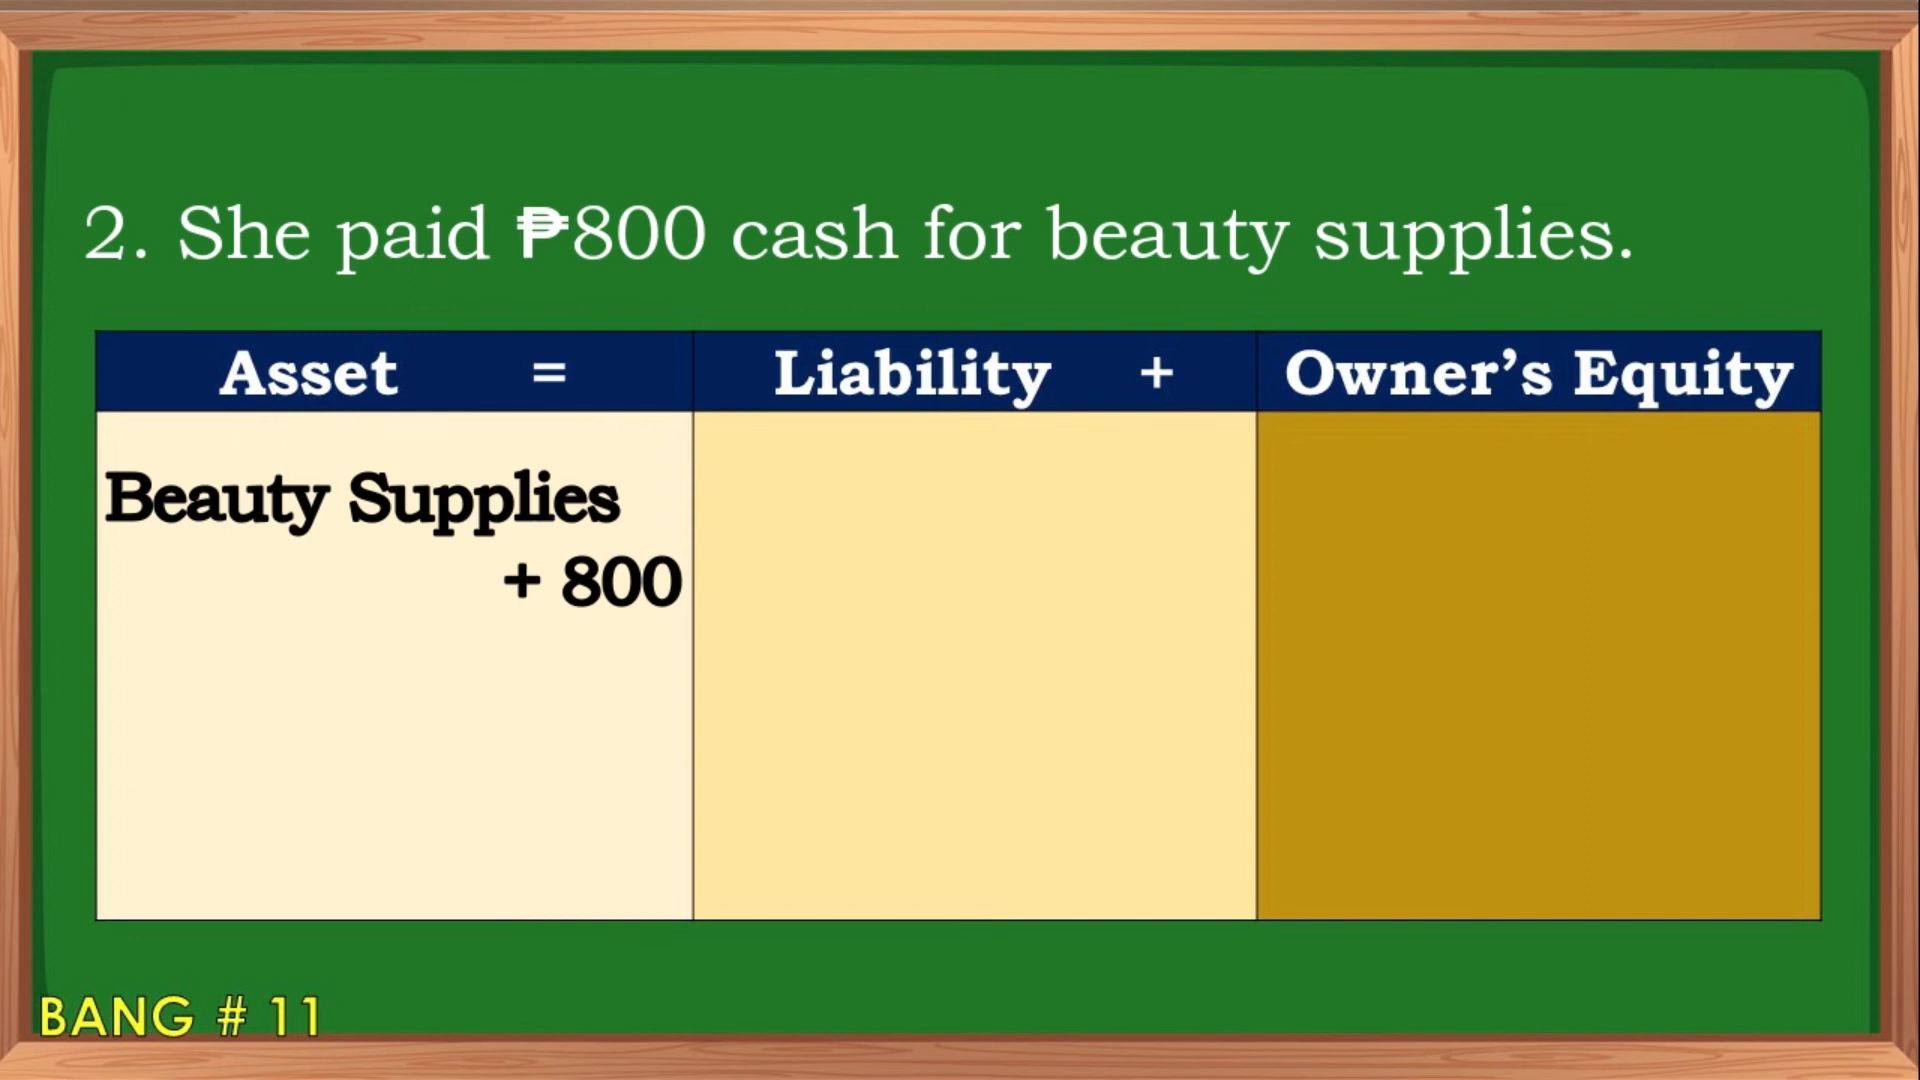 2. She paid ₱800 cash for beauty supplies.
Asset = Liability + Owner’s Equity
Beauty Supplies
+ 800
BANG # 11